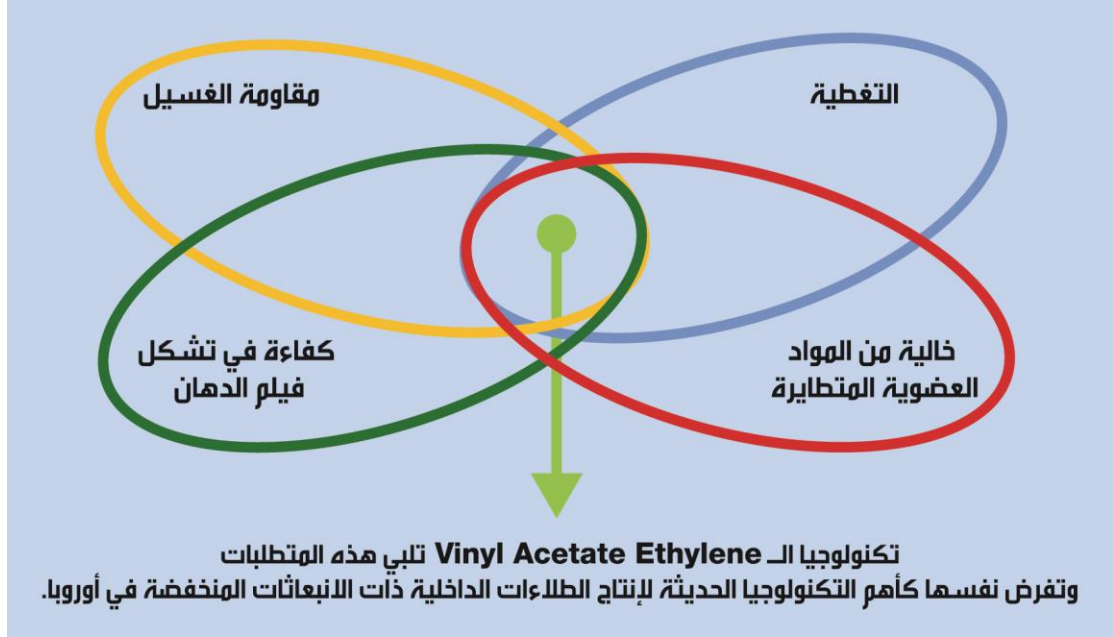 التغطية
مقاومة الغسيل
خالية من المواد
العضوية المتطايرة
كفاءة في تشكل
فيلم الدهان
تكنولوجيا الـ Vinyl Acetate Ethylene تلبي هذه المتطلبات
وتفرض نفسها كأهم التكنولوجيا الحديثة لإنتاج الطلاءات الداخلية ذات الانبعاثات المنخفضة في أوروبا.